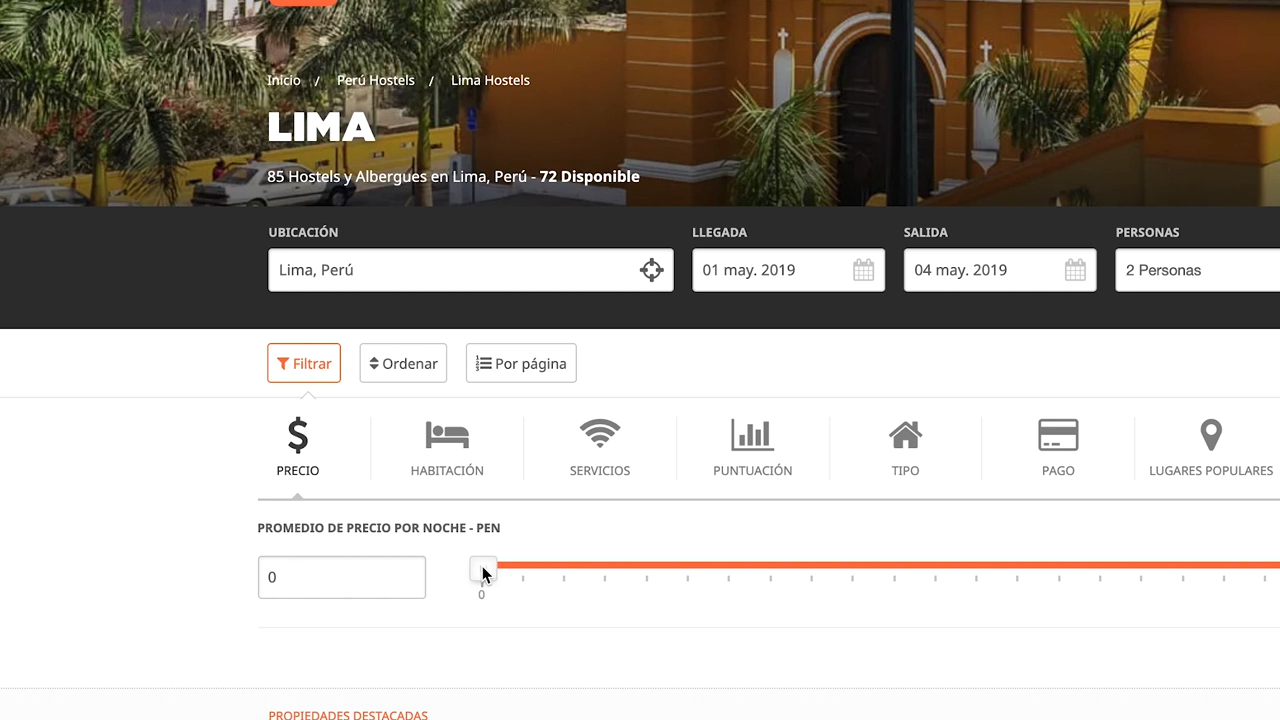 Inicio / Perú Hostels / Lima Hostels
LIMA
85 Hostels y Albergues en Lima, Perú - 72 Disponible
UBICACIÓN LLEGADA SALIDA PERSONAS
Lima, Perú 01 may. 2019 04 may. 2019 2 Personas
Filtrar Ordenar Por página
PRECIO HABITACIÓN SERVICIOS PUNTUACIÓN TIPO PAGO LUGARES POPULARES
PROMEDIO DE PRECIO POR NOCHE - PEN
0
0
PROPIEDADES DESTACADAS